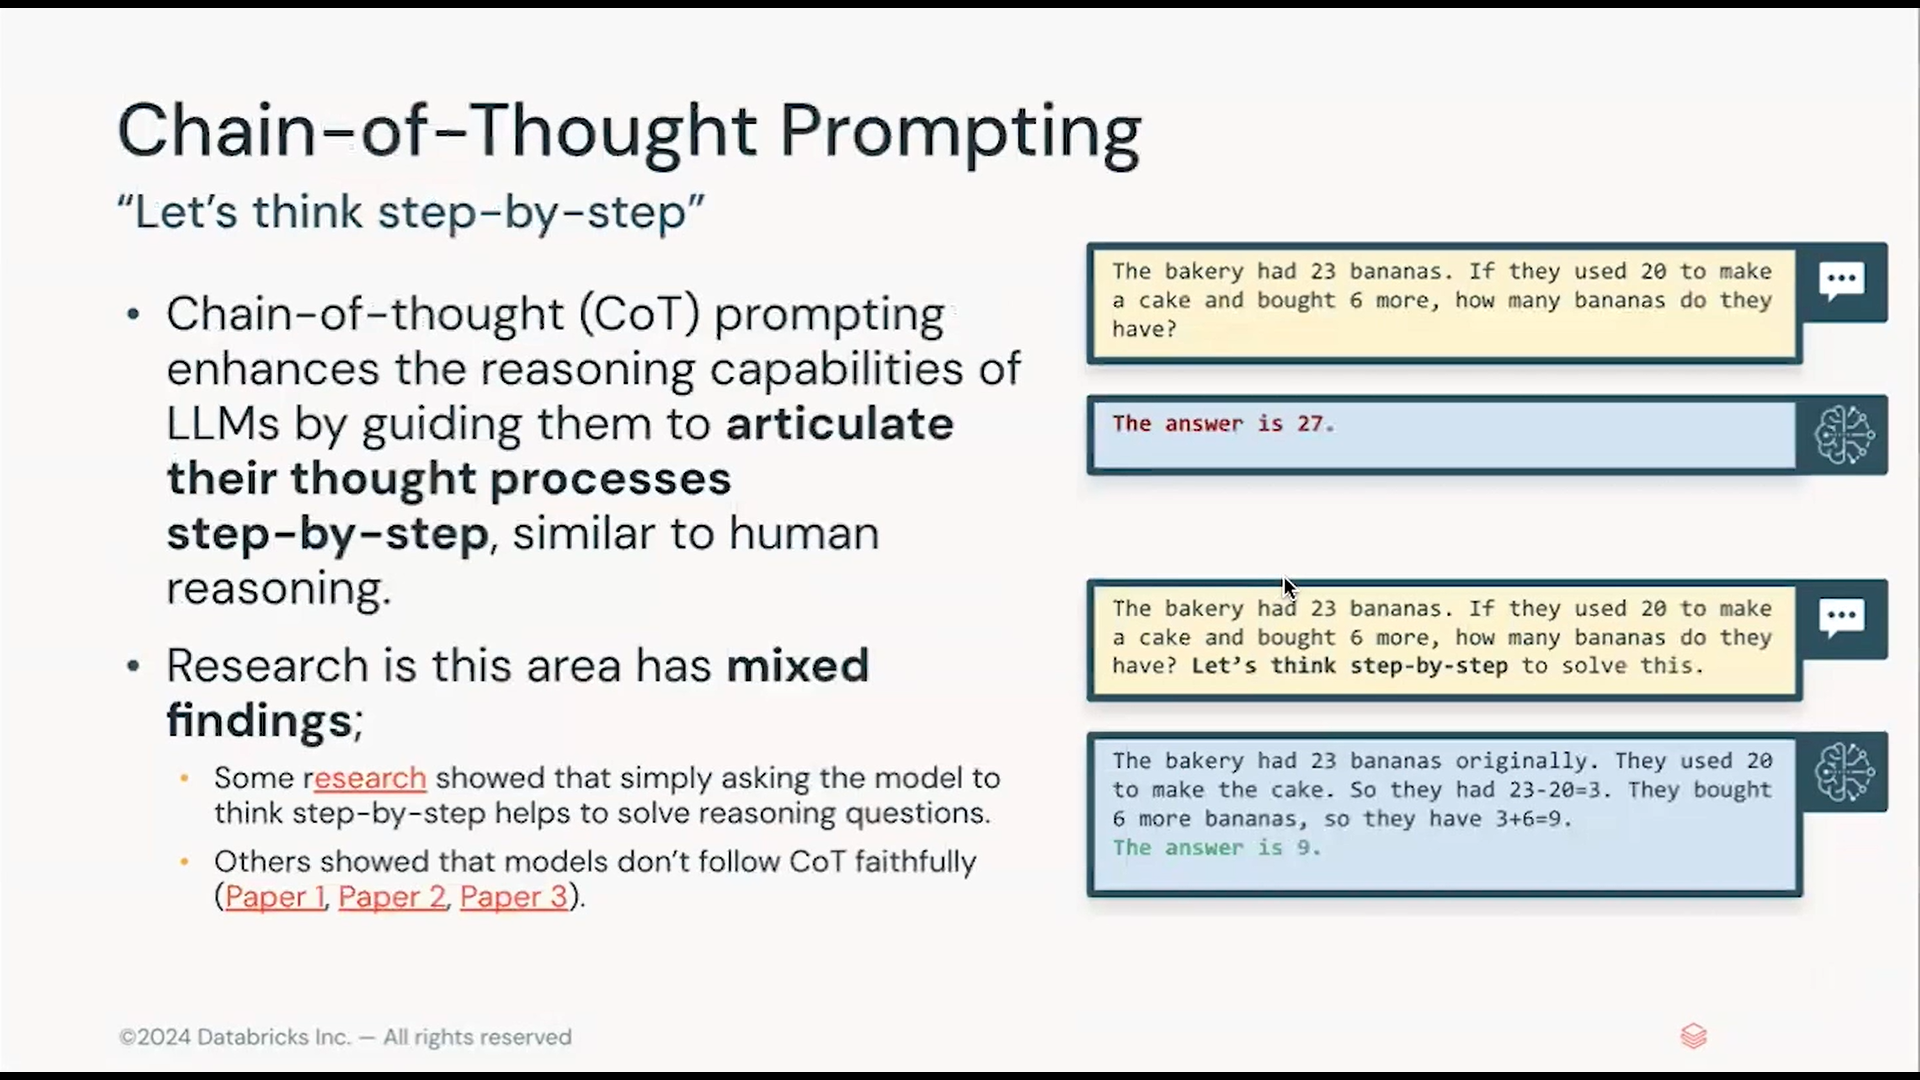 Chain-of-Thought Prompting
“Let’s think step-by-step”
• Chain-of-thought (CoT) prompting
enhances the reasoning capabilities of
LLMs by guiding them to articulate
their thought processes
step-by-step, similar to human
reasoning.
• Research is this area has mixed
findings;
• Some research showed that simply asking the model to
think step-by-step helps to solve reasoning questions.
• Others showed that models don’t follow CoT faithfully
(Paper 1, Paper 2, Paper 3).
The bakery had 23 bananas. If they used 20 to make
a cake and bought 6 more, how many bananas do they
have?
The answer is 27.
The bakery had 23 bananas. If they used 20 to make
a cake and bought 6 more, how many bananas do they
have? Let’s think step-by-step to solve this.
The bakery had 23 bananas originally. They used 20
to make the cake. So they had 23-20=3. They bought
6 more bananas, so they have 3+6=9.
The answer is 9.
©2024 Databricks Inc. — All rights reserved